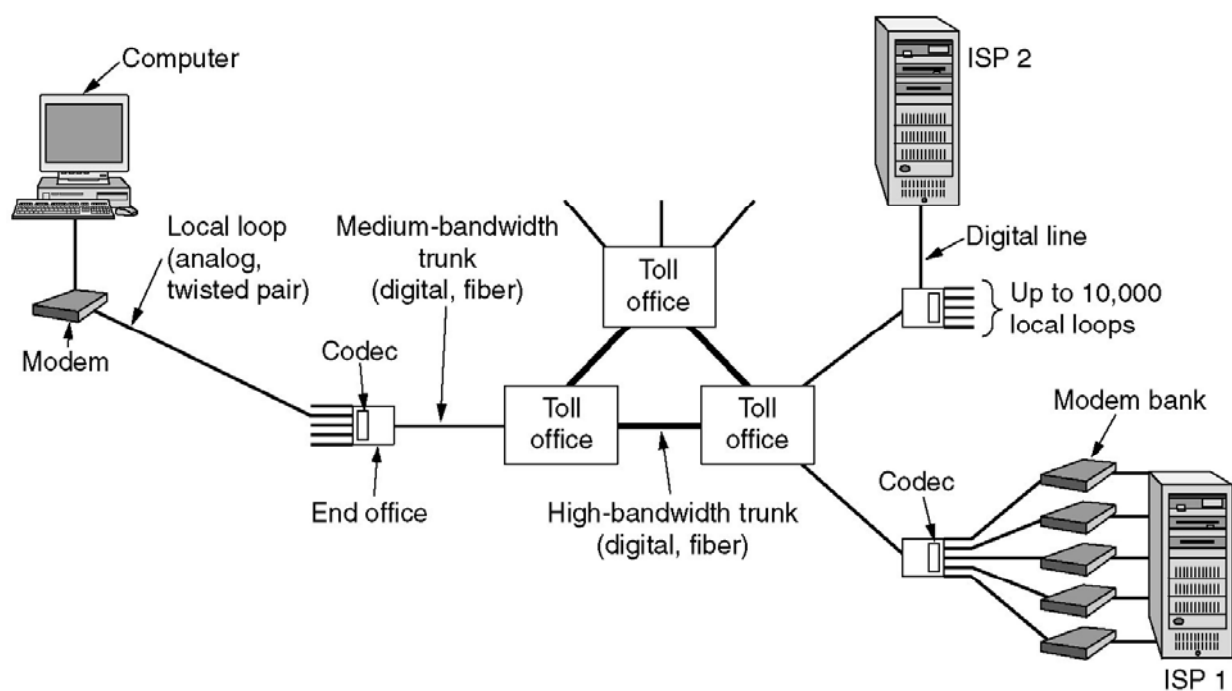 Computer
ISP 2
Local loop
(analog,
twisted pair)
Medium-bandwidth
trunk
(digital, fiber)
Toll
office
Digital line
Up to 10,000
local loops
Modem
Codec
Toll
office
Toll
office
Modem bank
End office
High-bandwidth trunk
(digital, fiber)
Codec
ISP 1